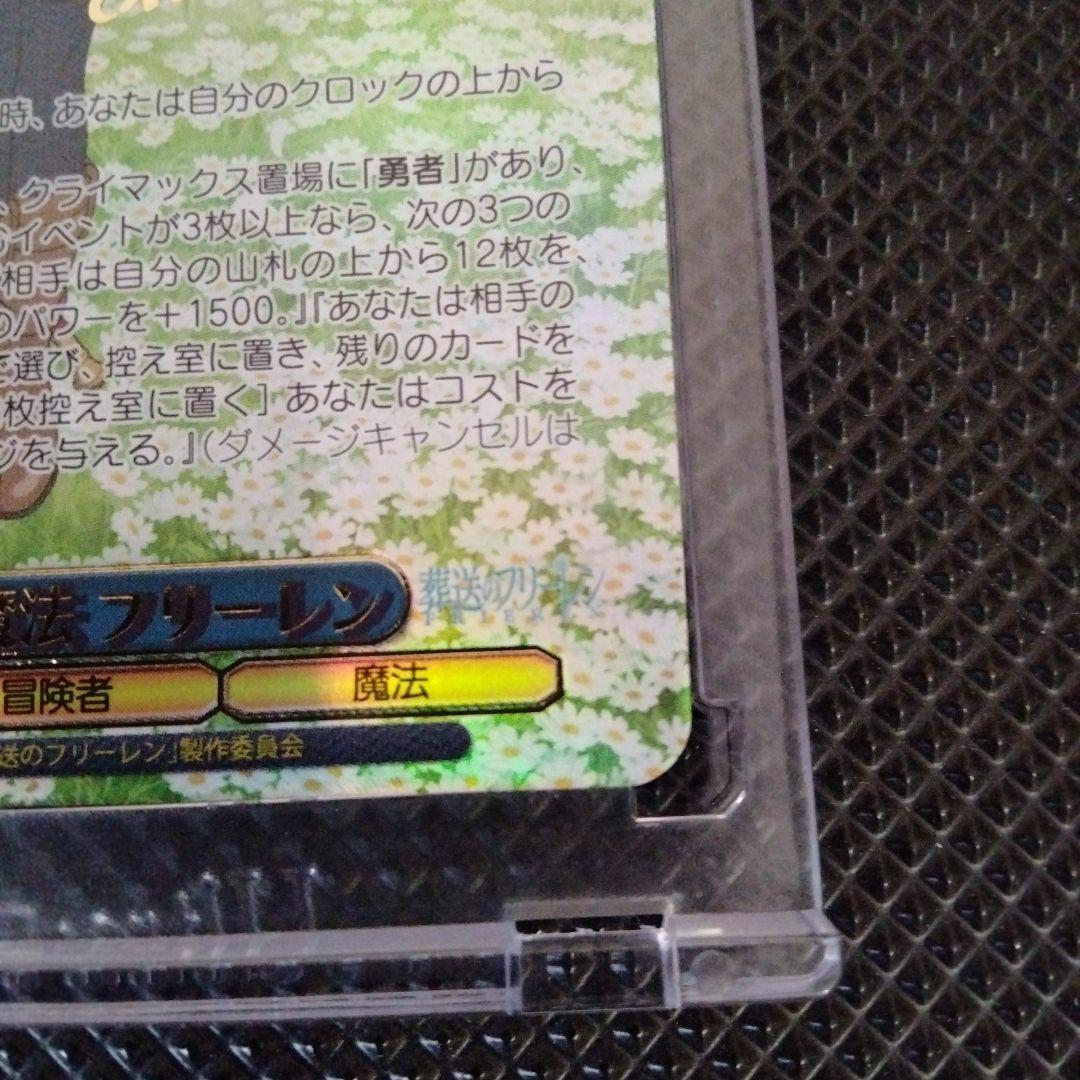 時、あなたは自分のクロックの上から
、クライマックス置場に「勇者」があり、
イベントが3枚以上なら、次の3つの
相手は自分の山札の上から12枚を、
のパワーを+1500。』『あなたは相手の
で選び、控え室に置き、残りのカードを
枚控え室に置く］あなたはコストを
ジを与える。』（ダメージキャンセルは
魔法 フリーレン
葬送のフリーレン
FRIEREN
冒険者
魔法
送のフリーレン」製作委員会